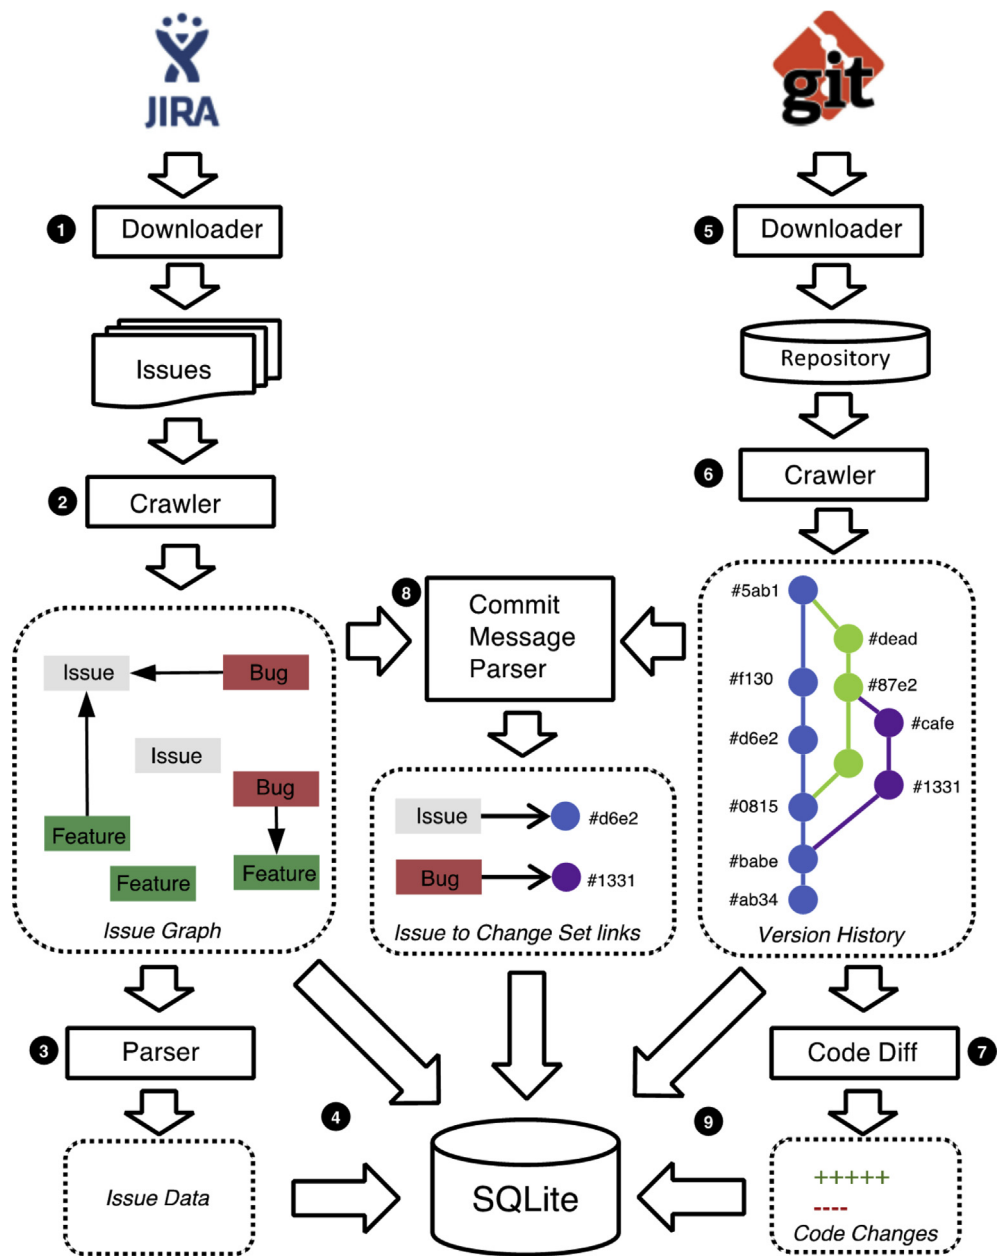 JIRA
git
1
Downloader
5
Downloader
Issues
Repository
2
Crawler
6
Crawler
8
Commit
Message
Parser
Issue
Bug
Issue
Bug
Feature
Feature
Feature
Issue Graph
Issue
#d6e2
Bug
#1331
Issue to Change Set links
#5ab1
#dead
#f130
#87e2
#cafe
#d6e2
#1331
#0815
#babe
#ab34
Version History
3
Parser
Code Diff
7
4
9
Issue Data
SQLite
+++++
----
Code Changes